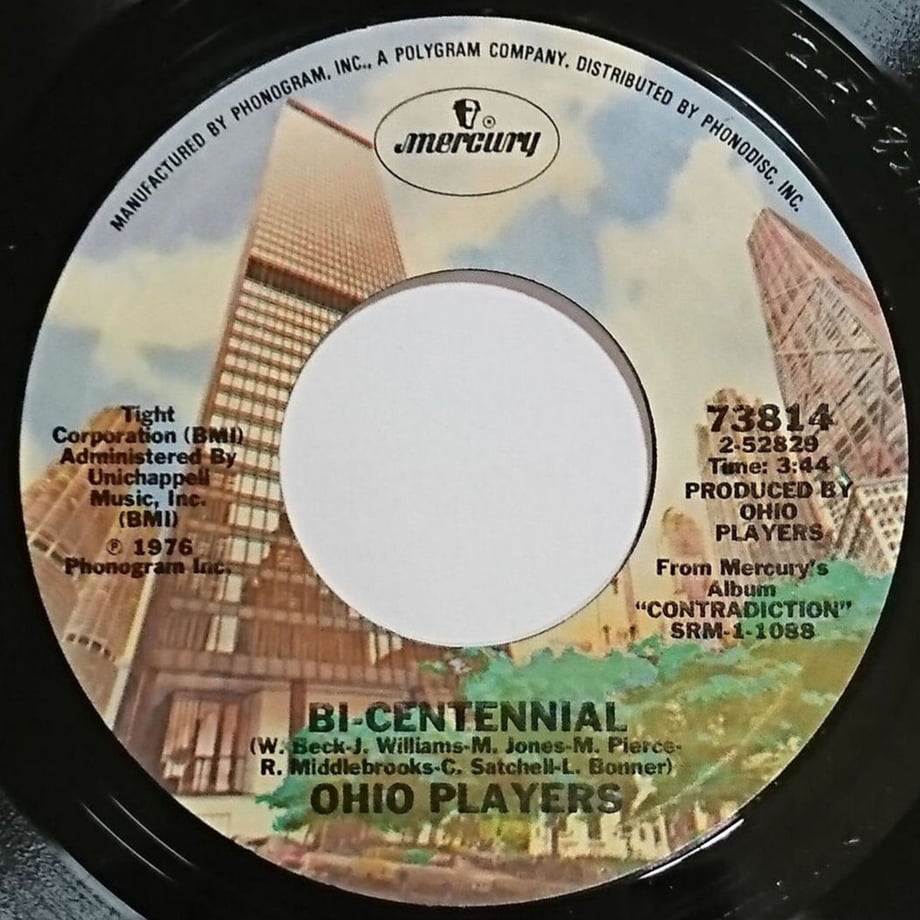 MANUFACTURED BY PHONOGRAM, INC., A POLYGRAM COMPANY. DISTRIBUTED BY PHONODISC, INC.
mercury
®
Tight
Corporation (BMI)
Administered By
Unichappell
Music, Inc.
(BMI)
℗ 1976
Phonogram Inc.
73814
2-52829
Time: 3:44
PRODUCED BY
OHIO
PLAYERS
From Mercury's
Album
"CONTRADICTION"
SRM-1-1088
BI-CENTENNIAL
(W. Beck-J. Williams-M. Jones-M. Pierce-
R. Middlebrooks-C. Satchell-L. Bonner)
OHIO PLAYERS